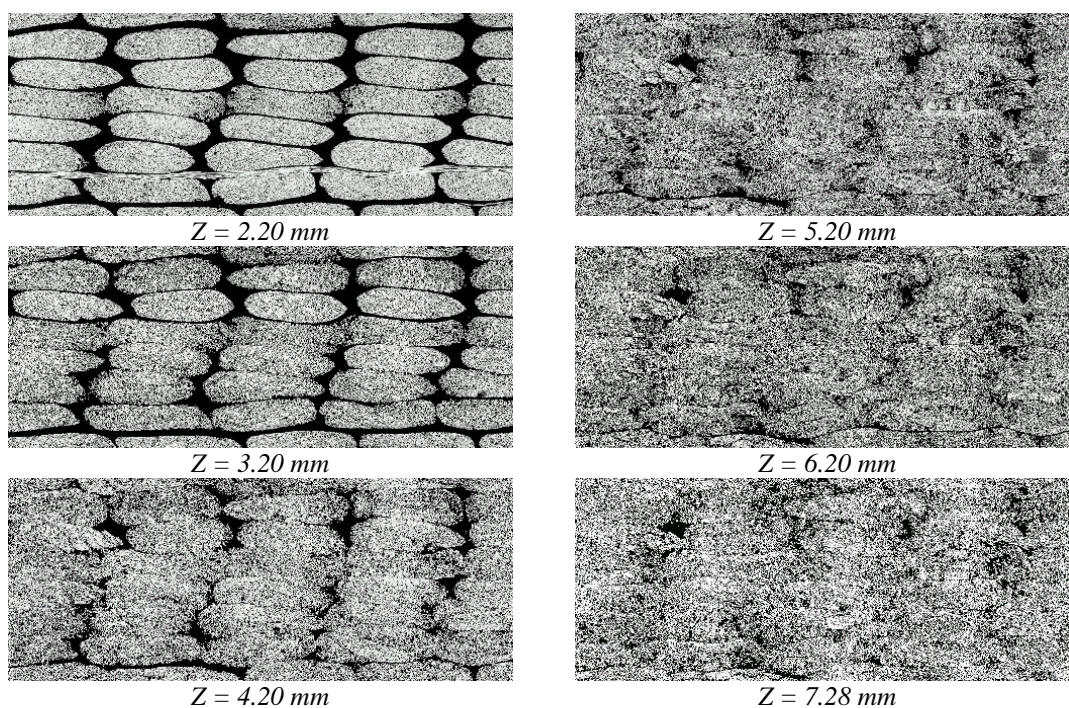 Z = 2.20 mm
Z = 5.20 mm
Z = 3.20 mm
Z = 6.20 mm
Z = 4.20 mm
Z = 7.28 mm